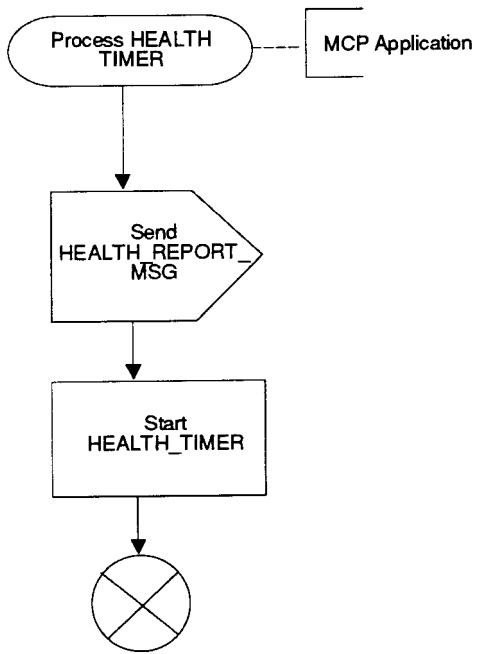 Process HEALTH
TIMER
MCP Application
Send
HEALTH_REPORT_
MSG
Start
HEALTH_TIMER